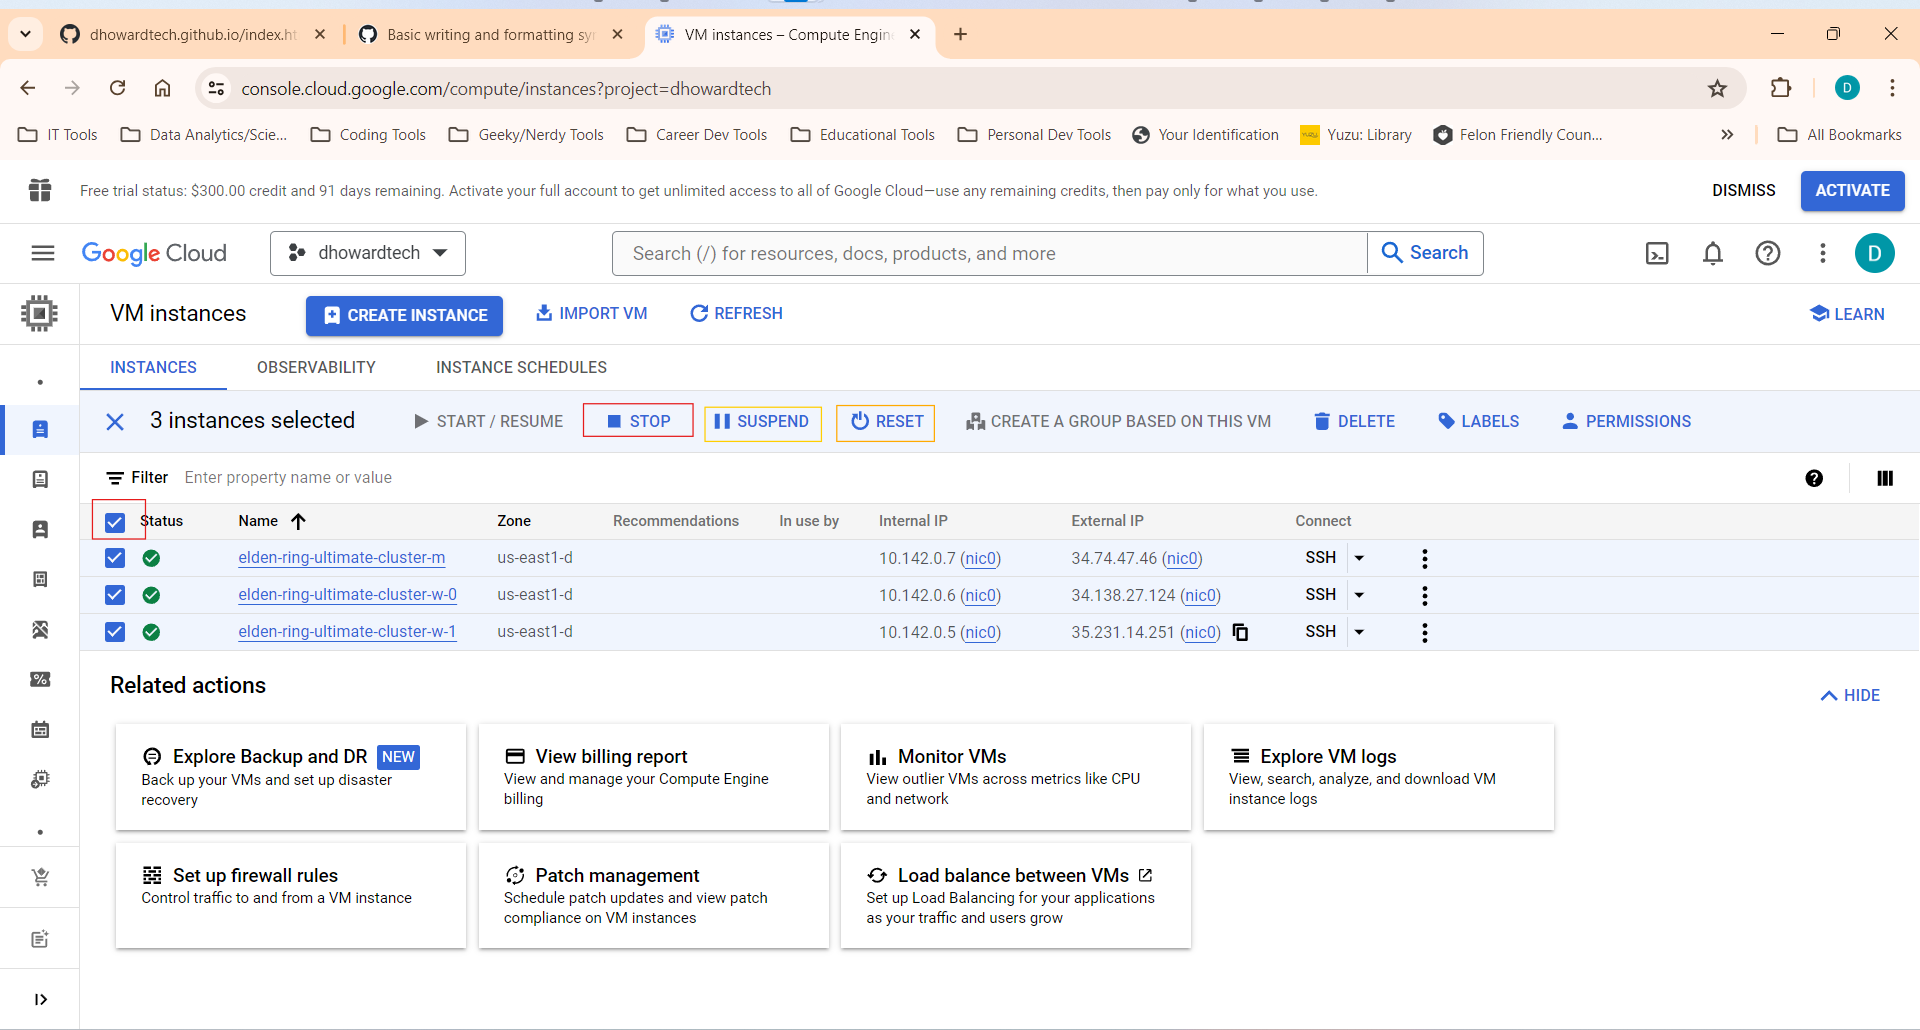 dhowardtech.github.io/index.ht
Basic writing and formatting sy
VM instances – Compute Engin
console.cloud.google.com/compute/instances?project=dhowardtech
D
IT Tools
Data Analytics/Scie...
Coding Tools
Geeky/Nerdy Tools
Career Dev Tools
Educational Tools
Personal Dev Tools
Your Identification
Yuzu: Library
Felon Friendly Coun...
All Bookmarks
Free trial status: $300.00 credit and 91 days remaining. Activate your full account to get unlimited access to all of Google Cloud—use any remaining credits, then pay only for what you use.
DISMISS
ACTIVATE
Google Cloud
dhowardtech
Search (/) for resources, docs, products, and more
Search
D
VM instances
CREATE INSTANCE
IMPORT VM
REFRESH
LEARN
INSTANCES
OBSERVABILITY
INSTANCE SCHEDULES
3 instances selected
START / RESUME
STOP
SUSPEND
RESET
CREATE A GROUP BASED ON THIS VM
DELETE
LABELS
PERMISSIONS
Filter
Enter property name or value
Status Name Zone Recommendations In use by Internal IP External IP Connect
elden-ring-ultimate-cluster-m us-east1-d 10.142.0.7 (nic0) 34.74.47.46 (nic0) SSH
elden-ring-ultimate-cluster-w-0 us-east1-d 10.142.0.6 (nic0) 34.138.27.124 (nic0) SSH
elden-ring-ultimate-cluster-w-1 us-east1-d 10.142.0.5 (nic0) 35.231.14.251 (nic0) SSH
Related actions
HIDE
Explore Backup and DR NEW
Back up your VMs and set up disaster
recovery
View billing report
View and manage your Compute Engine
billing
Monitor VMs
View outlier VMs across metrics like CPU
and network
Explore VM logs
View, search, analyze, and download VM
instance logs
Set up firewall rules
Control traffic to and from a VM instance
Patch management
Schedule patch updates and view patch
compliance on VM instances
Load balance between VMs
Set up Load Balancing for your applications
as your traffic and users grow